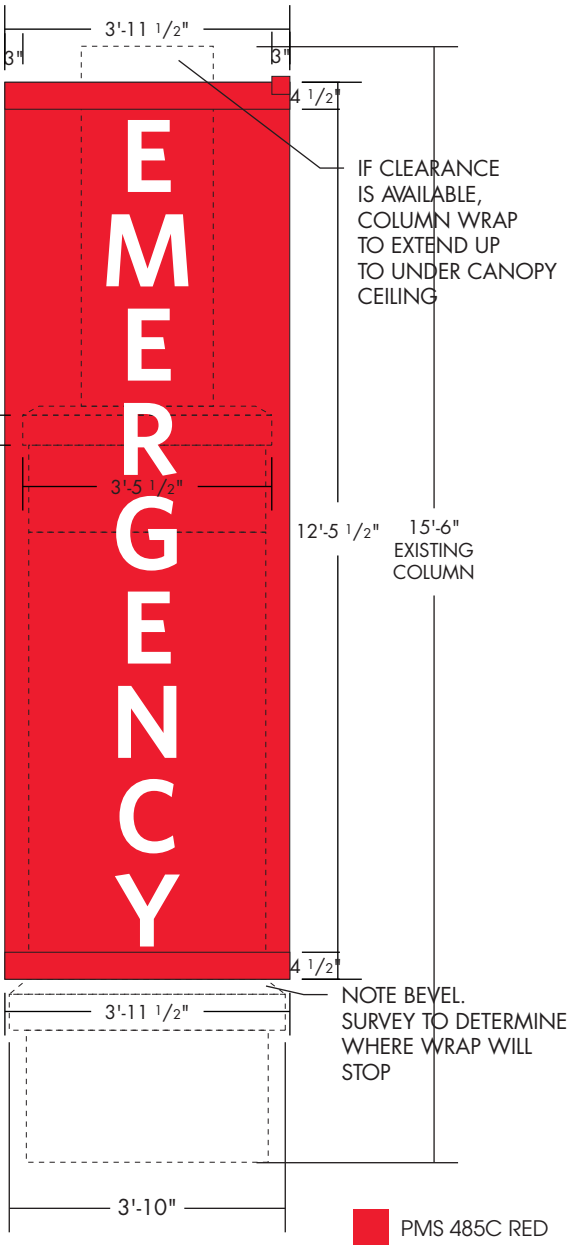 3'-11 1/2"
3"
3"
4 1/2"
IF CLEARANCE
IS AVAILABLE,
COLUMN WRAP
TO EXTEND UP
TO UNDER CANOPY
CEILING
E
M
E
R
G
E
N
C
Y
3'-5 1/2"
12'-5 1/2"
15'-6"
EXISTING
COLUMN
4 1/2"
3'-11 1/2"
NOTE BEVEL.
SURVEY TO DETERMINE
WHERE WRAP WILL
STOP
3'-10"
PMS 485C RED